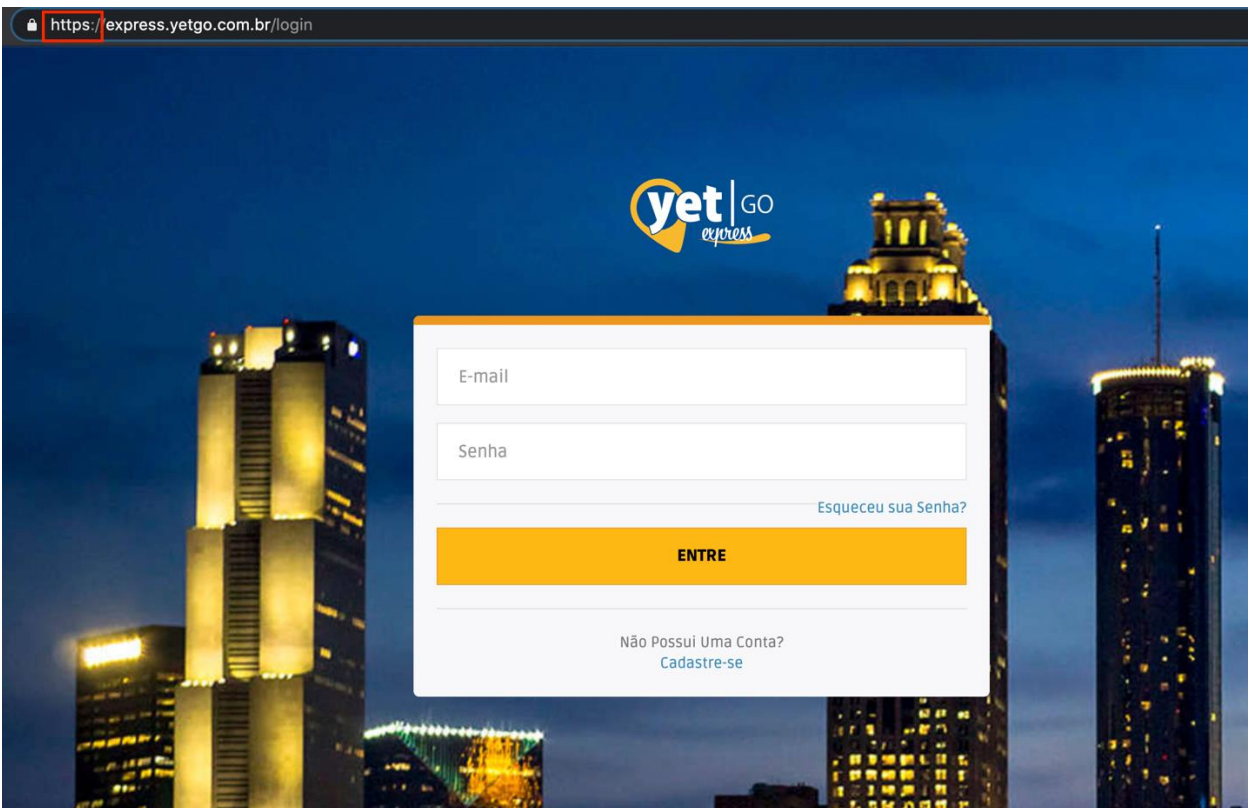 https://express.yetgo.com.br/login
yet GO
express
E-mail
Senha
Esqueceu sua Senha?
ENTRE
Não Possui Uma Conta?
Cadastre-se